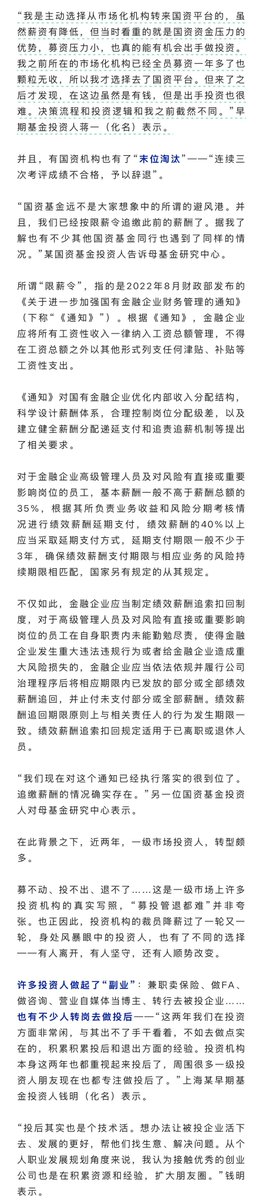 “我是主动选择从市场化机构转来国资平台的，虽
然薪资有降低，但当时看重的就是国资资金压力的
优势，募资压力小，也真的能有机会出手做投资。
我之前所在的市场化机构已经全员募资一年多了也
颗粒无收，所以我才选择去了国资平台。但来了之
后才发现，在这边虽然是有钱，但是出手投资也很
难。决策流程和投资逻辑和我之前截然不同。”早
期基金投资人蒋一（化名）表示。
并且，有国资机构也有了“末位淘汰”——“连续三
次考评成绩不合格，予以辞退”。
“国资基金远不是大家想象中的所谓的避风港。并
且，我们已经按限薪令追缴此前的薪酬了。据我了
解也有不少其他国资基金同行也遇到了同样的情
况。”某国资基金投资人告诉母基金研究中心。
所谓“限薪令”，指的是2022年8月财政部发布的
《关于进一步加强国有金融企业财务管理的通知》
（下称“《通知》”）。根据《通知》，金融企业
应将所有工资性收入一律纳入工资总额管理，不得
在工资总额之外以其他形式列支任何津贴、补贴等
工资性支出。
《通知》对国有金融企业优化内部收入分配结构，
科学设计薪酬体系，合理控制岗位分配级差，以及
建立健全薪酬分配递延支付和追责追薪机制等提出
了相关要求。
对于金融企业高级管理人员及对风险有直接或重要
影响岗位的员工，基本薪酬一般不高于薪酬总额的
35%，根据其所负责业务收益和风险分期考核情
况进行绩效薪酬延期支付，绩效薪酬的40%以上
应当采取延期支付方式，延期支付期限一般不少于
3年，确保绩效薪酬支付期限与相应业务的风险持
续期限相匹配，国家另有规定的从其规定。
不仅如此，金融企业应当制定绩效薪酬追索扣回制
度，对于高级管理人员及对风险有直接或重要影响
岗位的员工在自身职责内未能勤勉尽责，使得金融
企业发生重大违法违规行为或者给金融企业造成重
大风险损失的，金融企业应当依法依规并履行公司
治理程序后将相应期限内已发放的部分或全部绩效
薪酬追回，并止付未支付部分或全部薪酬。绩效薪
酬追回期限原则上与相关责任人的行为发生期限一
致。绩效薪酬追索扣回规定适用于已离职或退休人
员。
“我们现在对这个通知已经执行落实的很到位了。
追缴薪酬的情况确实存在。”另一位国资基金投资
人对母基金研究中心表示。
在此背景之下，近两年，一级市场投资人，转型颇
多。
募不动、投不出、退不了……这是一级市场上许多
投资机构的真实写照，“募投管退都难”并非夸
张。也正因此，投资机构的裁员降薪过了一轮又一
轮，身处风暴眼中的投资人，也有了不同的选择
——有人离开，有人坚守，还有人顺势改变。
许多投资人做起了“副业”：兼职卖保险、做FA、
做咨询、营业自媒体当博主、转行去被投企业……
也有不少人转岗去做投后——“这两年我们在投资
方面非常闲，与其出不了手干着看，不如去做点实
在的，积累积累投后和退出方面的经验。投资机构
本身这两年也都重视起来投后了，周围很多一级投
资人朋友现在也都专注做投后了。”上海某早期
基金投资人钱明（化名）表示。
“投后其实也是个技术活。想办法让被投企业活下
去、发展的更好，帮他们找生意、解决问题。从个
人职业发展规划角度来说，我认为接触优秀的创业
公司也是在积累资源和经验，扩大朋友圈。”钱明
表示。